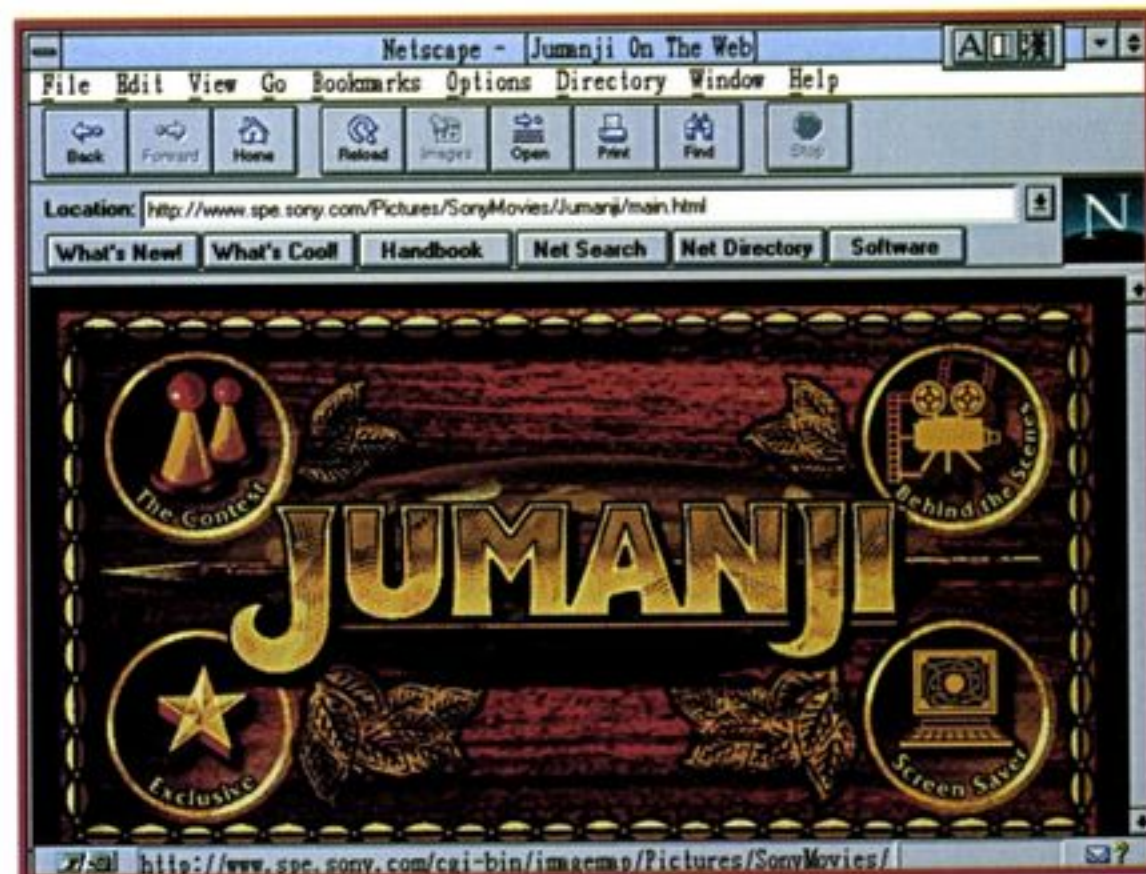 Netscape - [Jumanji On The Web]
A 漢
File Edit View Go Bookmarks Options Directory Window Help
Back Forward Home Reload Images Open Print Find Stop
Location: http://www.spe.sony.com/Pictures/SonyMovies/Jumanji/main.html
N
What's New! What's Cool! Handbook Net Search Net Directory Software
The Contest
Behind the Scenes
JUMANJI
Exclusive
Screen Saver
http://www.spe.sony.com/cgi-bin/imagemap/Pictures/SonyMovies/
?